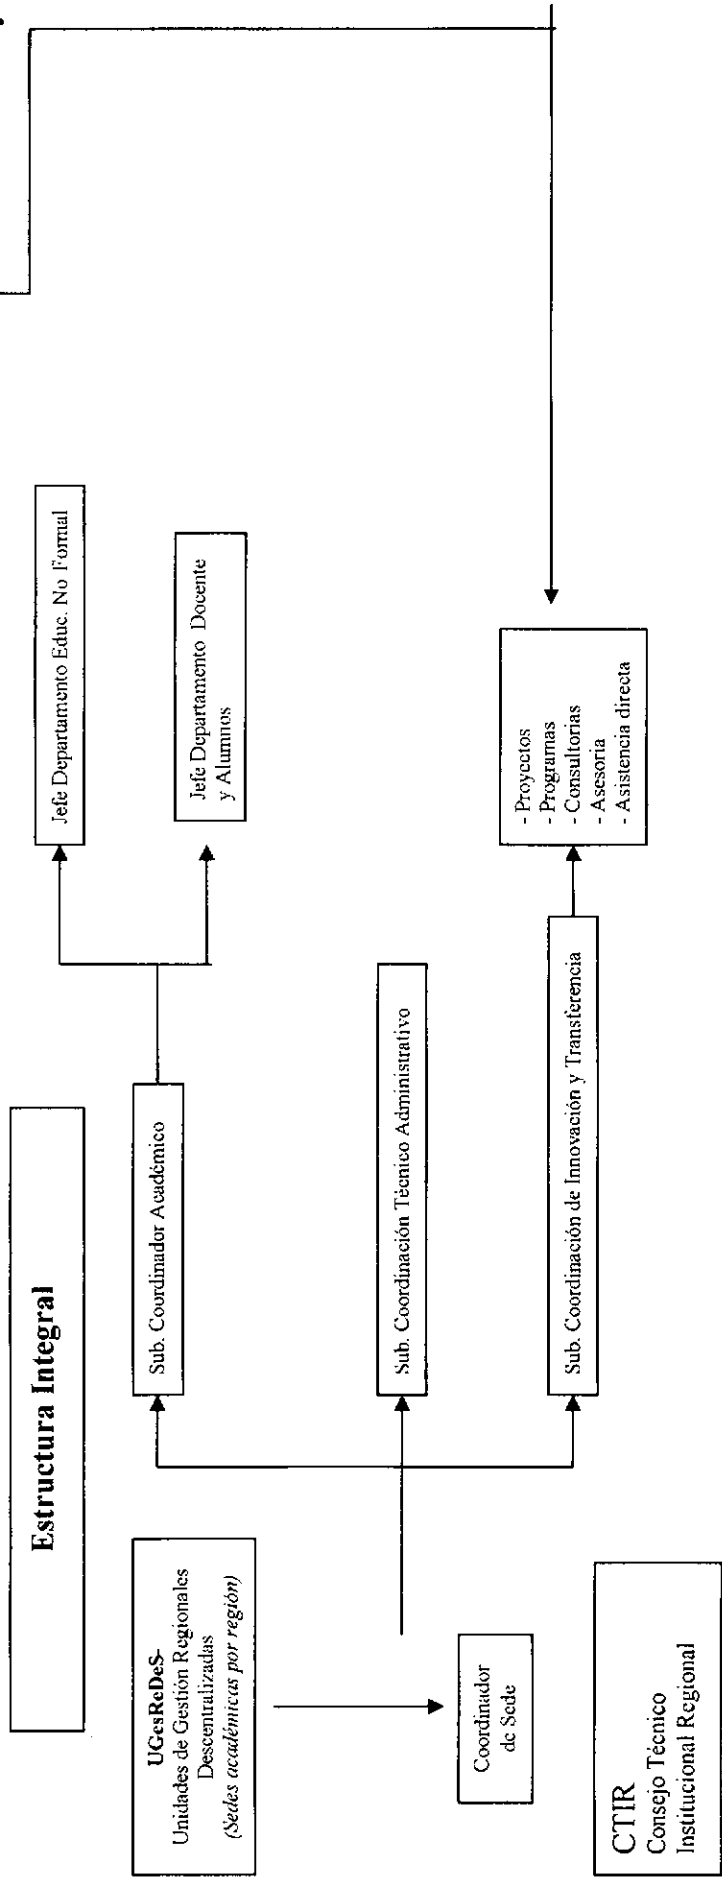 Estructura Integral
UGesReDeS-
Unidades de Gestión Regionales
Descentralizadas
(Sedes académicas por región)
Coordinador
de Sede
CTIR
Consejo Técnico
Institucional Regional
Sub. Coordinador Académico
Sub. Coordinación Técnico Administrativo
Sub. Coordinación de Innovación y Transferencia
Jefe Departamento Educ. No Formal
Jefe Departamento Docente
y Alumnos
- Proyectos
- Programas
- Consultorias
- Asesoria
- Asistencia directa